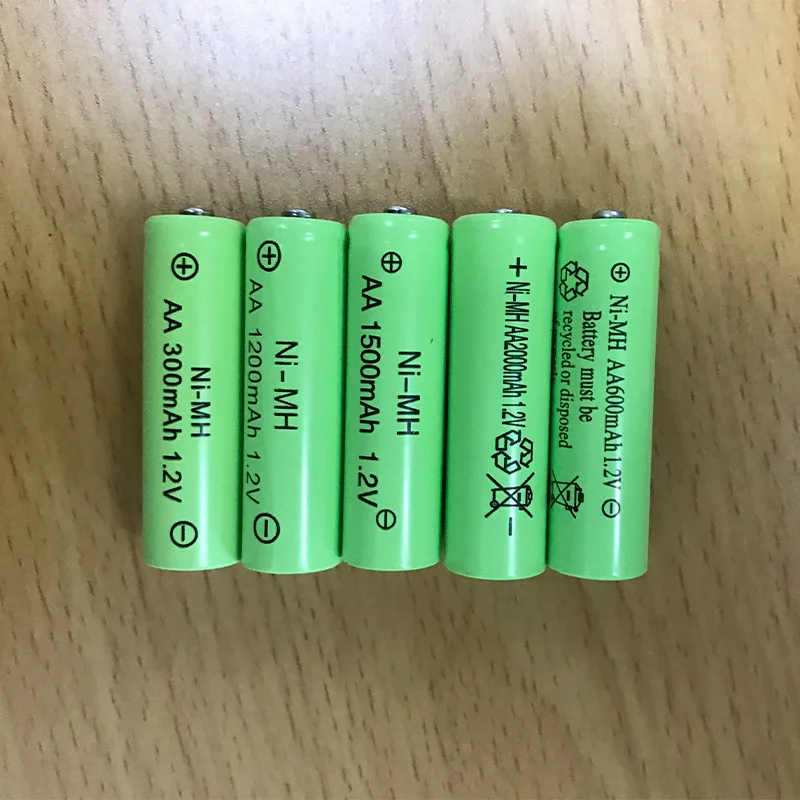 Ni-MH
AA 300mAh 1.2V
Ni-MH
AA 1200mAh 1.2V
Ni-MH
AA 1500mAh 1.2V
+ Ni-MH AA2000mAh 1.2V -
Ni-MH AA600mAh 1.2V
Battery must be
recycled or disposed